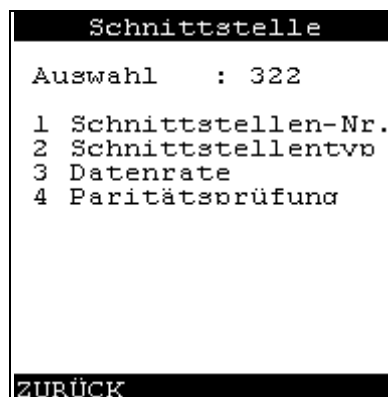 Schnittstelle
Auswahl : 322
1 Schnittstellen-Nr.
2 Schnittstellentyp
3 Datenrate
4 Paritätsprüfung
ZURÜCK